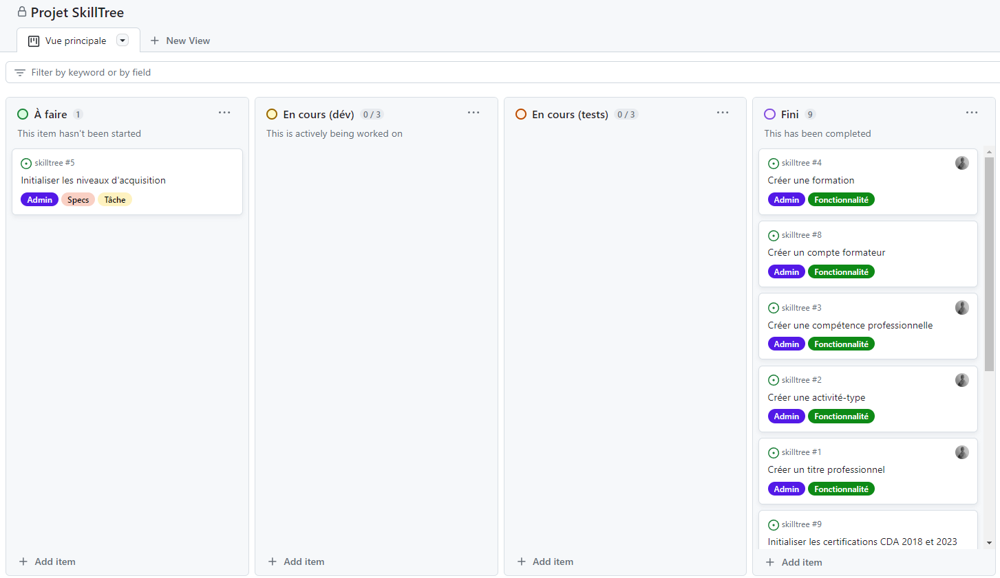 Projet SkillTree
Vue principale
New View
Filter by keyword or by field
À faire 1
This item hasn't been started
skilltree #5
Initialiser les niveaux d'acquisition
Admin Specs Tâche
Add item
En cours (dév) 0 / 3
This is actively being worked on
Add item
En cours (tests) 0 / 3
Add item
Fini 9
This has been completed
skilltree #4
Créer une formation
Admin Fonctionnalité
skilltree #8
Créer un compte formateur
Admin Fonctionnalité
skilltree #3
Créer une compétence professionnelle
Admin Fonctionnalité
skilltree #2
Créer une activité-type
Admin Fonctionnalité
skilltree #1
Créer un titre professionnel
Admin Fonctionnalité
skilltree #9
Initialiser les certifications CDA 2018 et 2023
Add item